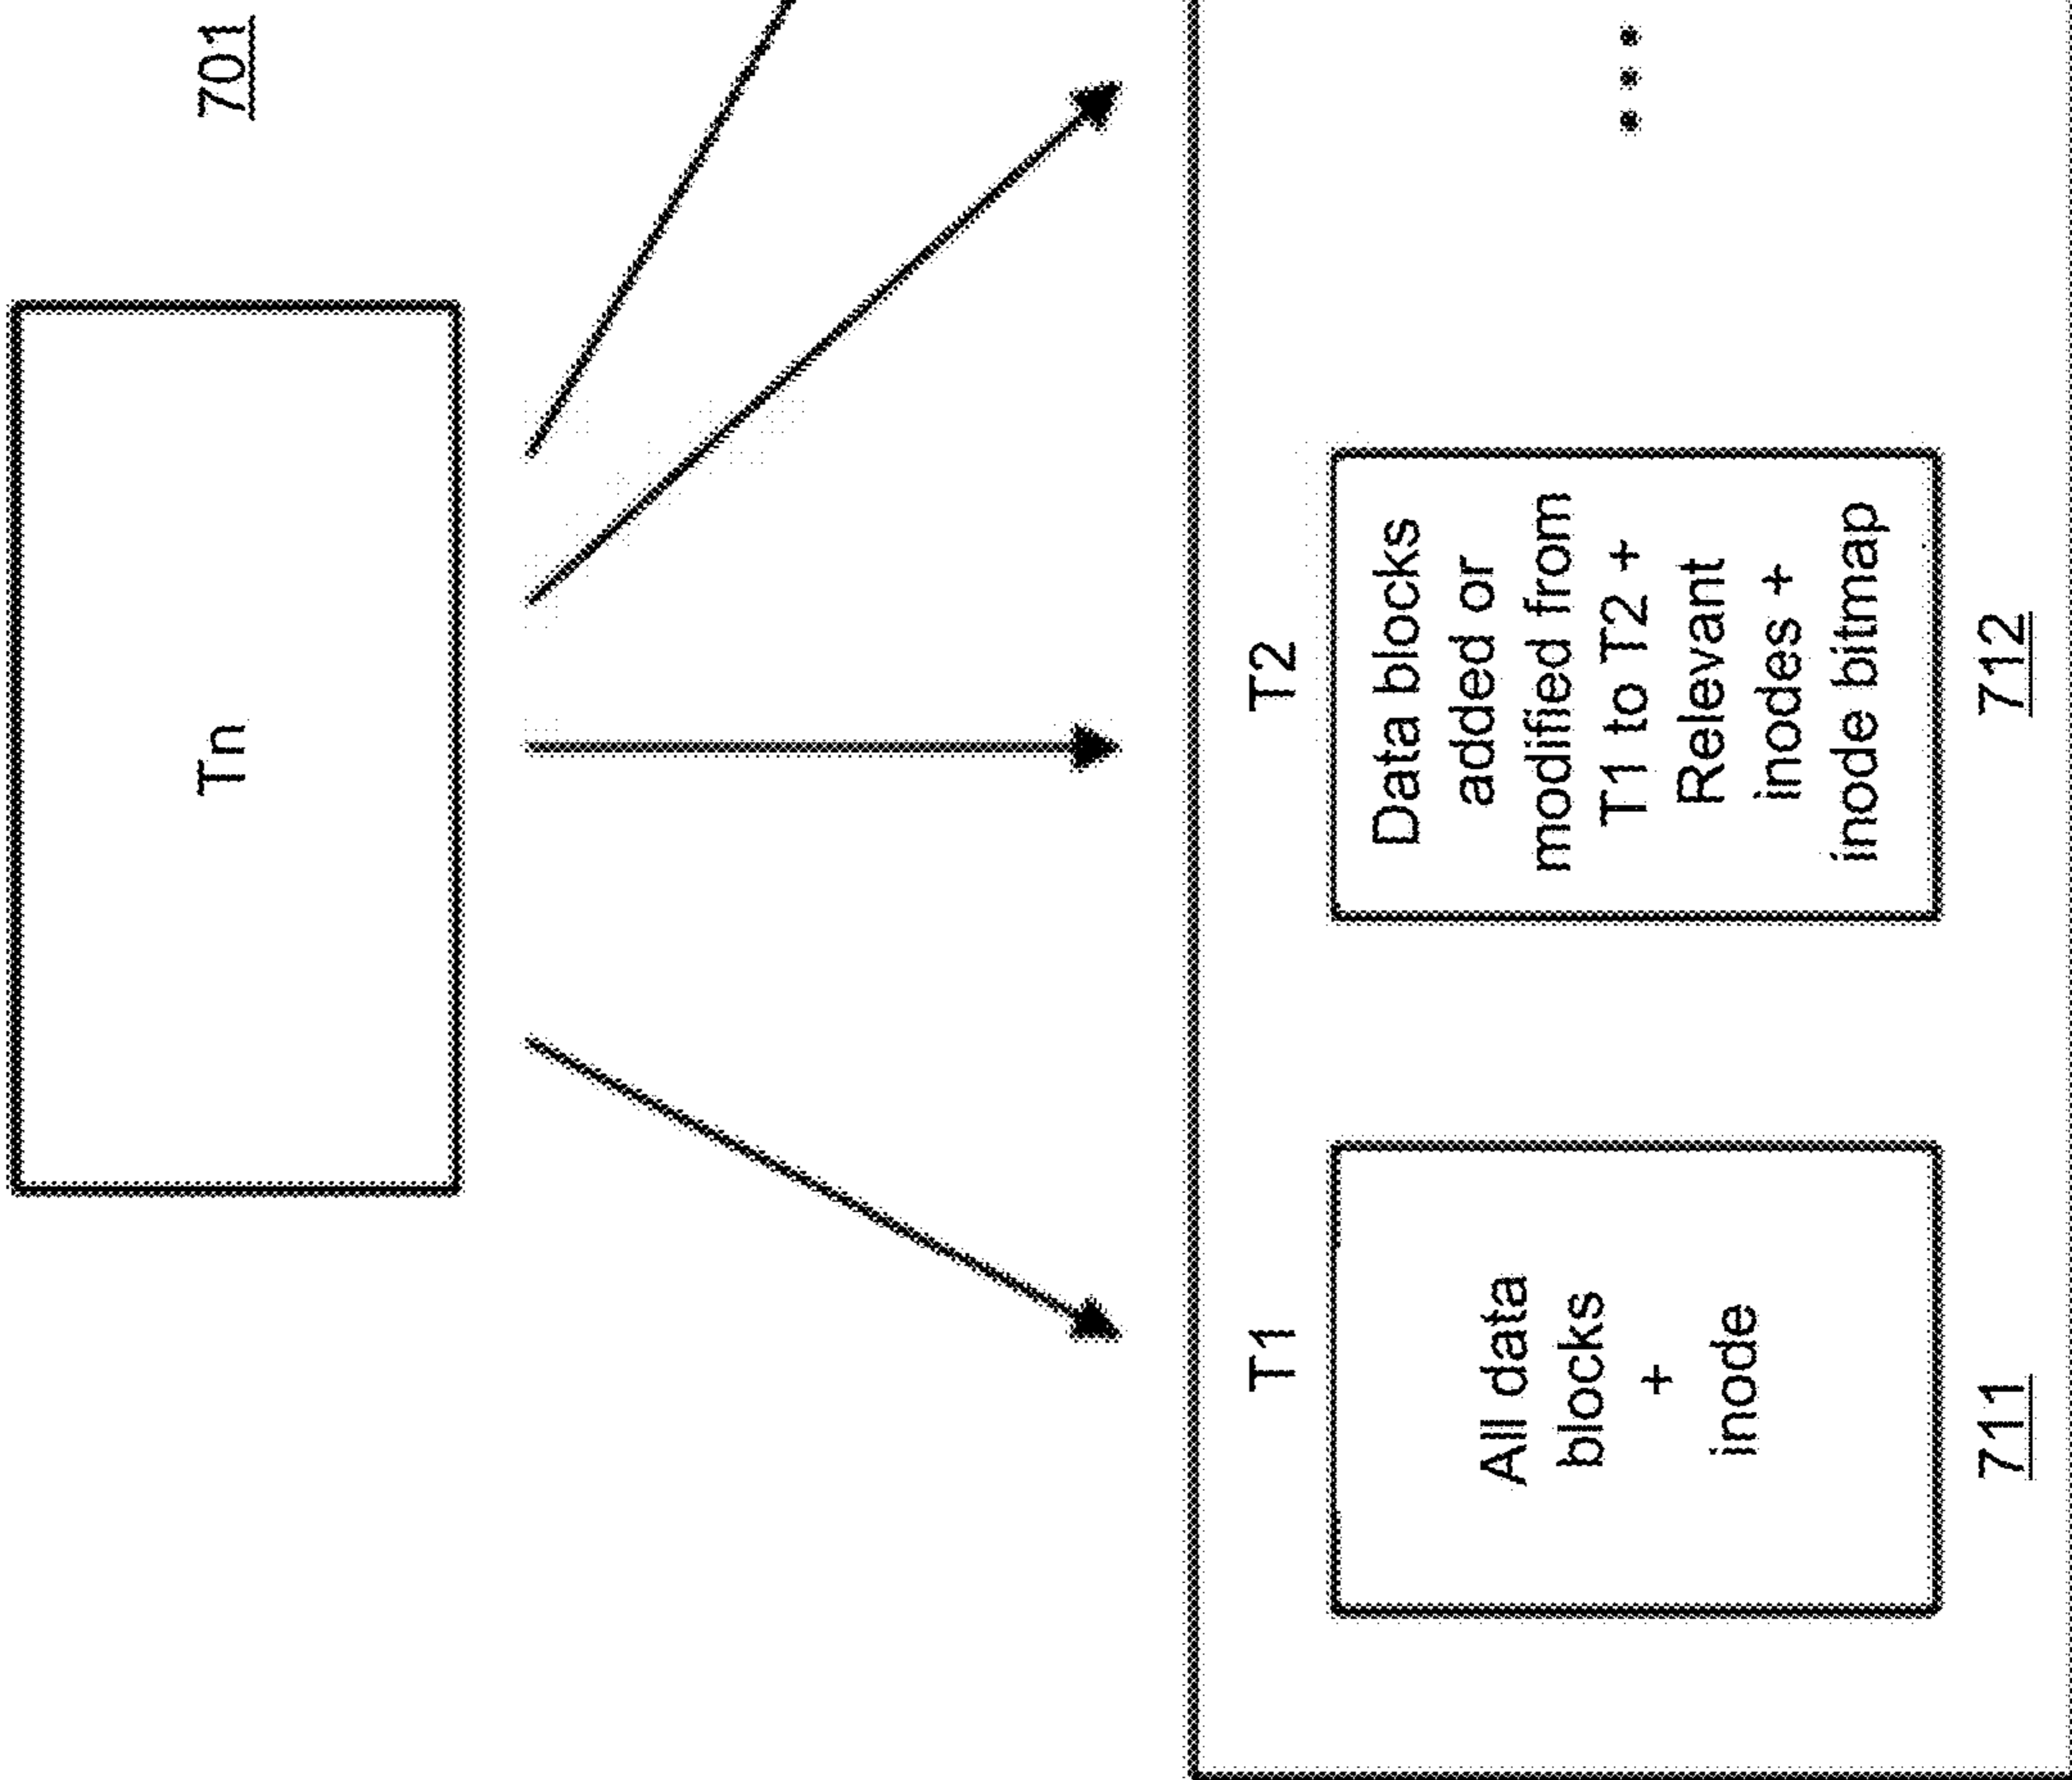 701
Tn
T1
All data
blocks
+
inode
711
T2
Data blocks
added or
modified from
T1 to T2 +
Relevant
inodes +
inode bitmap
712